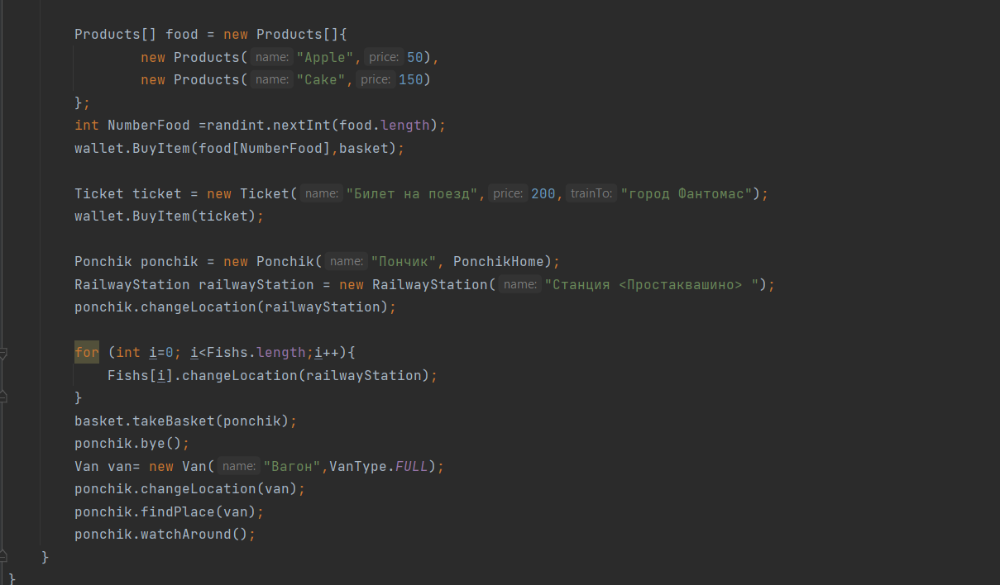 Products[] food = new Products[]{
new Products( name: "Apple", price: 50),
new Products( name: "Cake", price: 150)
};
int NumberFood =randint.nextInt(food.length);
wallet.BuyItem(food[NumberFood],basket);
Ticket ticket = new Ticket( name: "Билет на поезд", price: 200, trainTo: "город Фантомас");
wallet.BuyItem(ticket);
Ponchik ponchik = new Ponchik( name: "Пончик", PonchikHome);
RailwayStation railwayStation = new RailwayStation( name: "Станция <Простаквашино> ");
ponchik.changeLocation(railwayStation);
for (int i=0; i<Fishs.length;i++){
Fishs[i].changeLocation(railwayStation);
}
basket.takeBasket(ponchik);
ponchik.bye();
Van van= new Van( name: "Вагон",VanType.FULL);
ponchik.changeLocation(van);
ponchik.findPlace(van);
ponchik.watchAround();
}
}